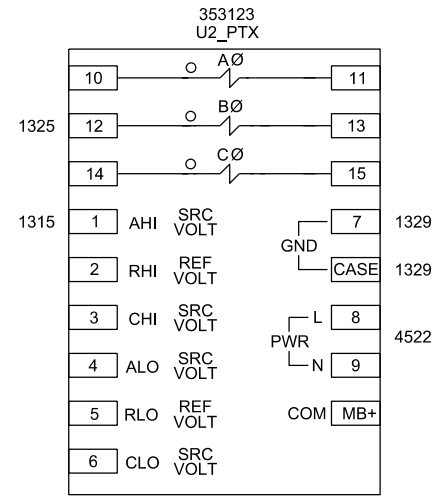 353123
U2_PTX
10 AØ 11
1325 12 BØ 13
14 CØ 15
1315 1 AHI SRC VOLT GND 7 1329
2 RHI REF VOLT CASE 1329
3 CHI SRC VOLT PWR L 8 4522
4 ALO SRC VOLT N 9
5 RLO REF VOLT COM MB+
6 CLO SRC VOLT